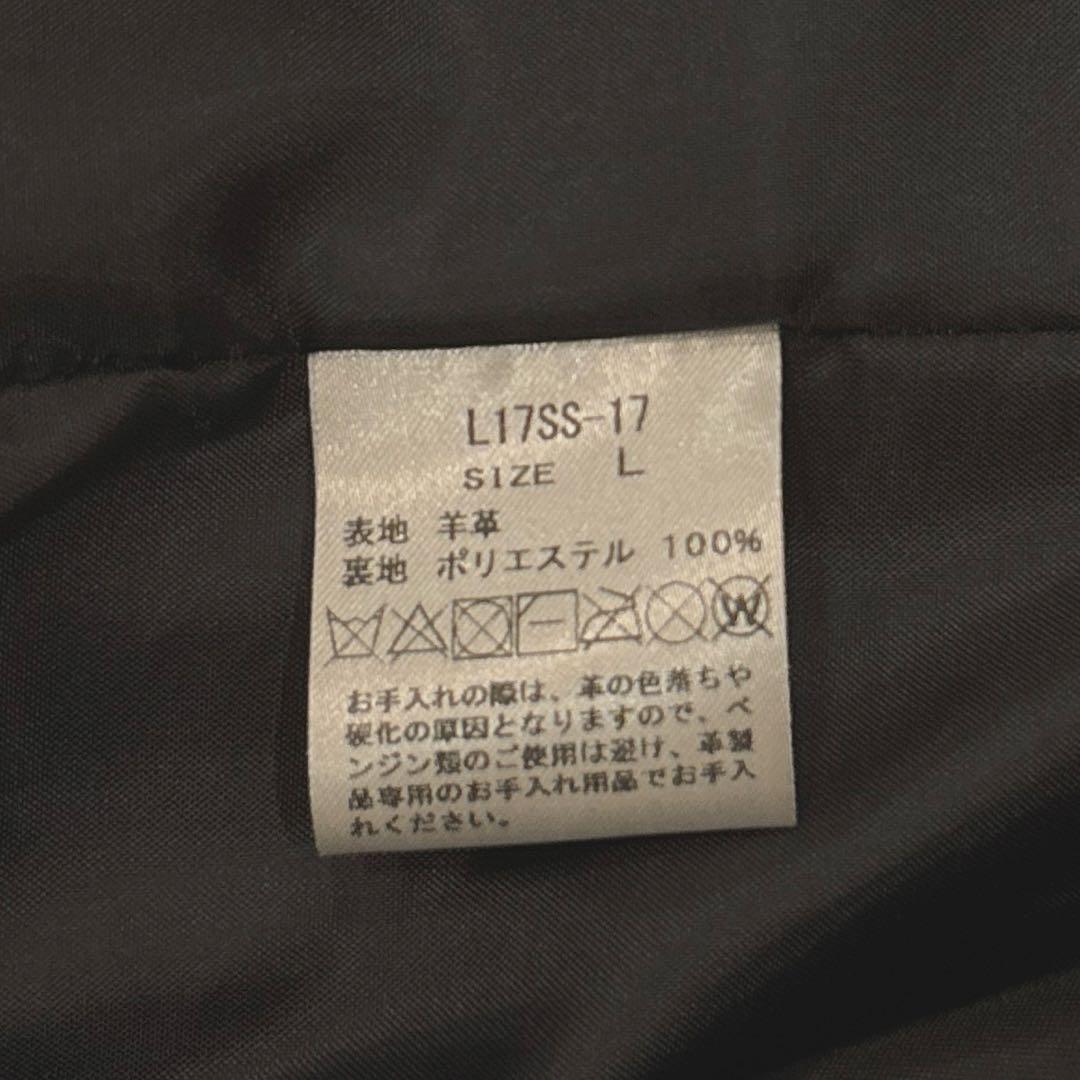 L17SS-17
SIZE L
表地 羊革
裏地 ポリエステル 100%
W
お手入れの際は、革の色落ちや
硬化の原因となりますので、ベ
ンジン類のご使用は避け、革製
品専用のお手入れ用品でお手入
れください。